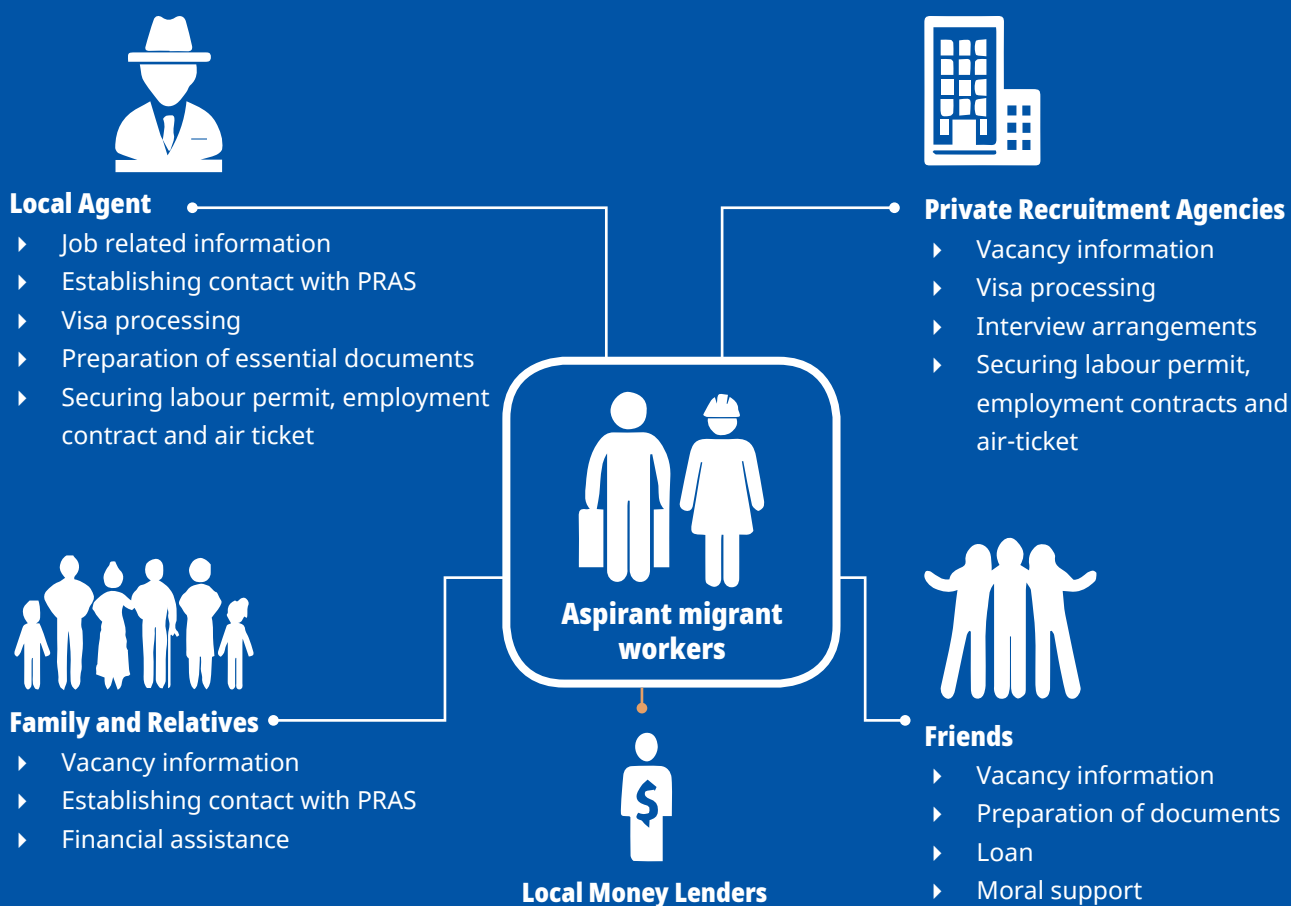 Local Agent
Job related information
Establishing contact with PRAS
Visa processing
Preparation of essential documents
Securing labour permit, employment
contract and air ticket
Private Recruitment Agencies
Vacancy information
Visa processing
Interview arrangements
Securing labour permit,
employment contracts and
air-ticket
Aspirant migrant
workers
Family and Relatives
Vacancy information
Establishing contact with PRAS
Financial assistance
$
Local Money Lenders
Friends
Vacancy information
Preparation of documents
Loan
Moral support